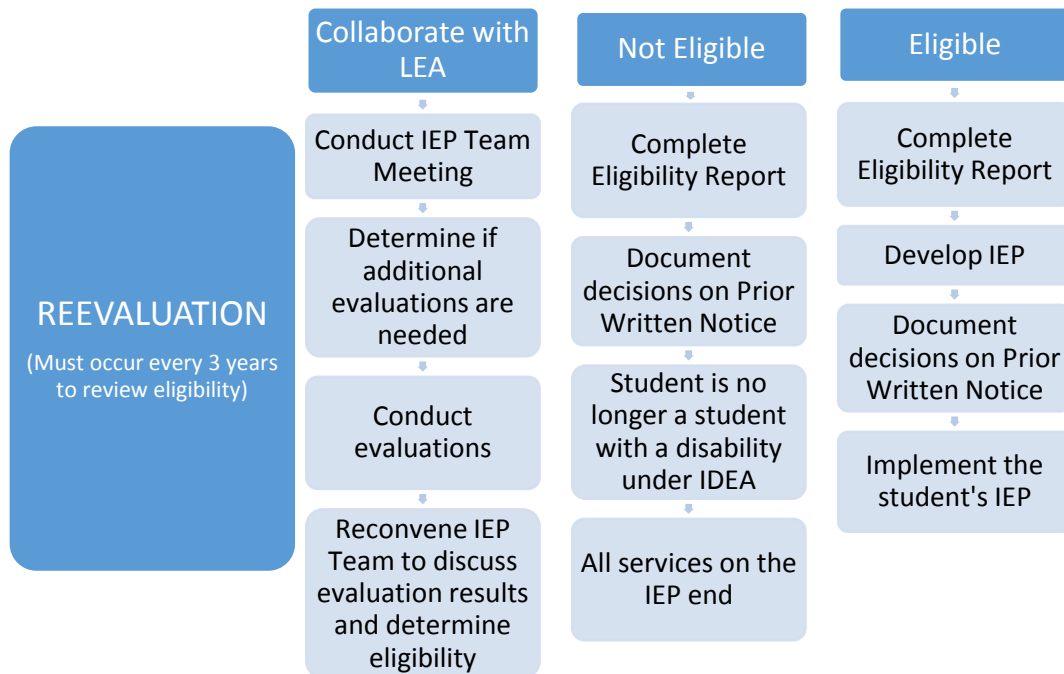 REEVALUATION
(Must occur every 3 years
to review eligibility)
Collaborate with
LEA
Conduct IEP Team
Meeting
Determine if
additional
evaluations are
needed
Conduct
evaluations
Reconvene IEP
Team to discuss
evaluation results
and determine
eligibility
Not Eligible
Complete
Eligibility Report
Document
decisions on Prior
Written Notice
Student is no
longer a student
with a disability
under IDEA
All services on the
IEP end
Eligible
Complete
Eligibility Report
Develop IEP
Document
decisions on Prior
Written Notice
Implement the
student's IEP